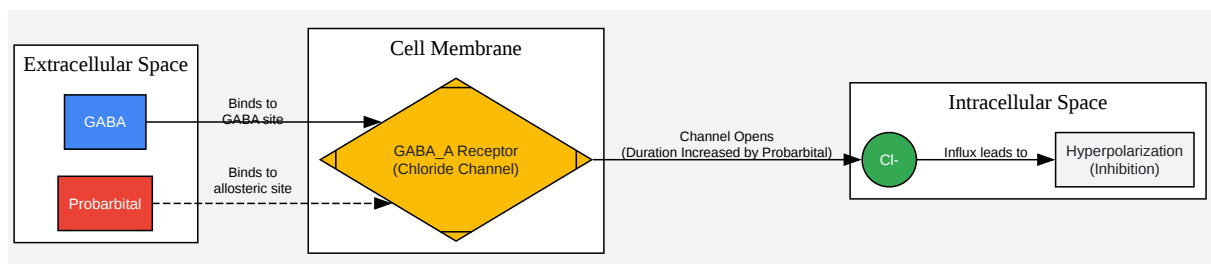 Extracellular Space
GABA
Probarbital
Binds to
GABA site
Binds to
allosteric site
Cell Membrane
GABA_A Receptor
(Chloride Channel)
Channel Opens
(Duration Increased by Probarbital)
Intracellular Space
Cl-
Influx leads to
Hyperpolarization
(Inhibition)